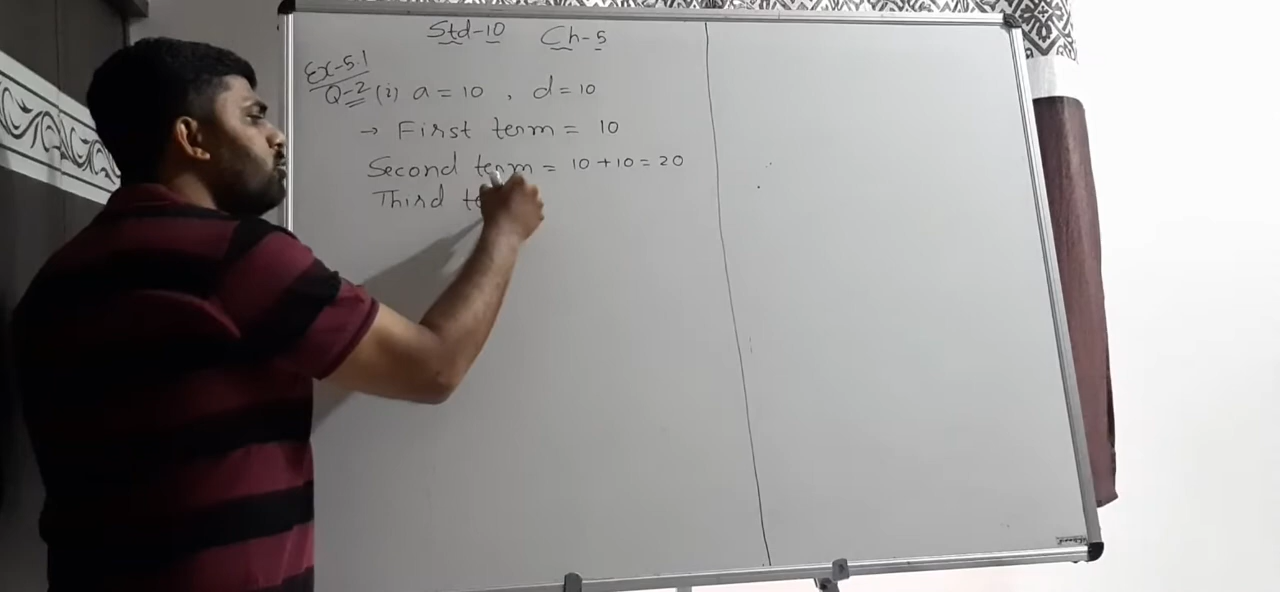 Std-10 Ch-5
Ex-5.1
Q-2 (i) a = 10 , d = 10
→ First term = 10
Second term = 10 + 10 = 20
Third te